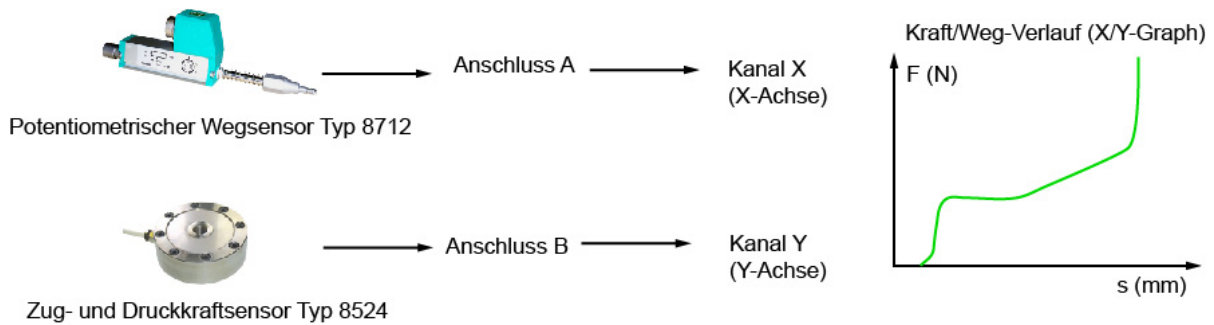 Potentiometrischer Wegsensor Typ 8712
Anschluss A
Kanal X
(X-Achse)
Zug- und Druckkraftsensor Typ 8524
Anschluss B
Kanal Y
(Y-Achse)
Kraft/Weg-Verlauf (X/Y-Graph)
F (N)
s (mm)